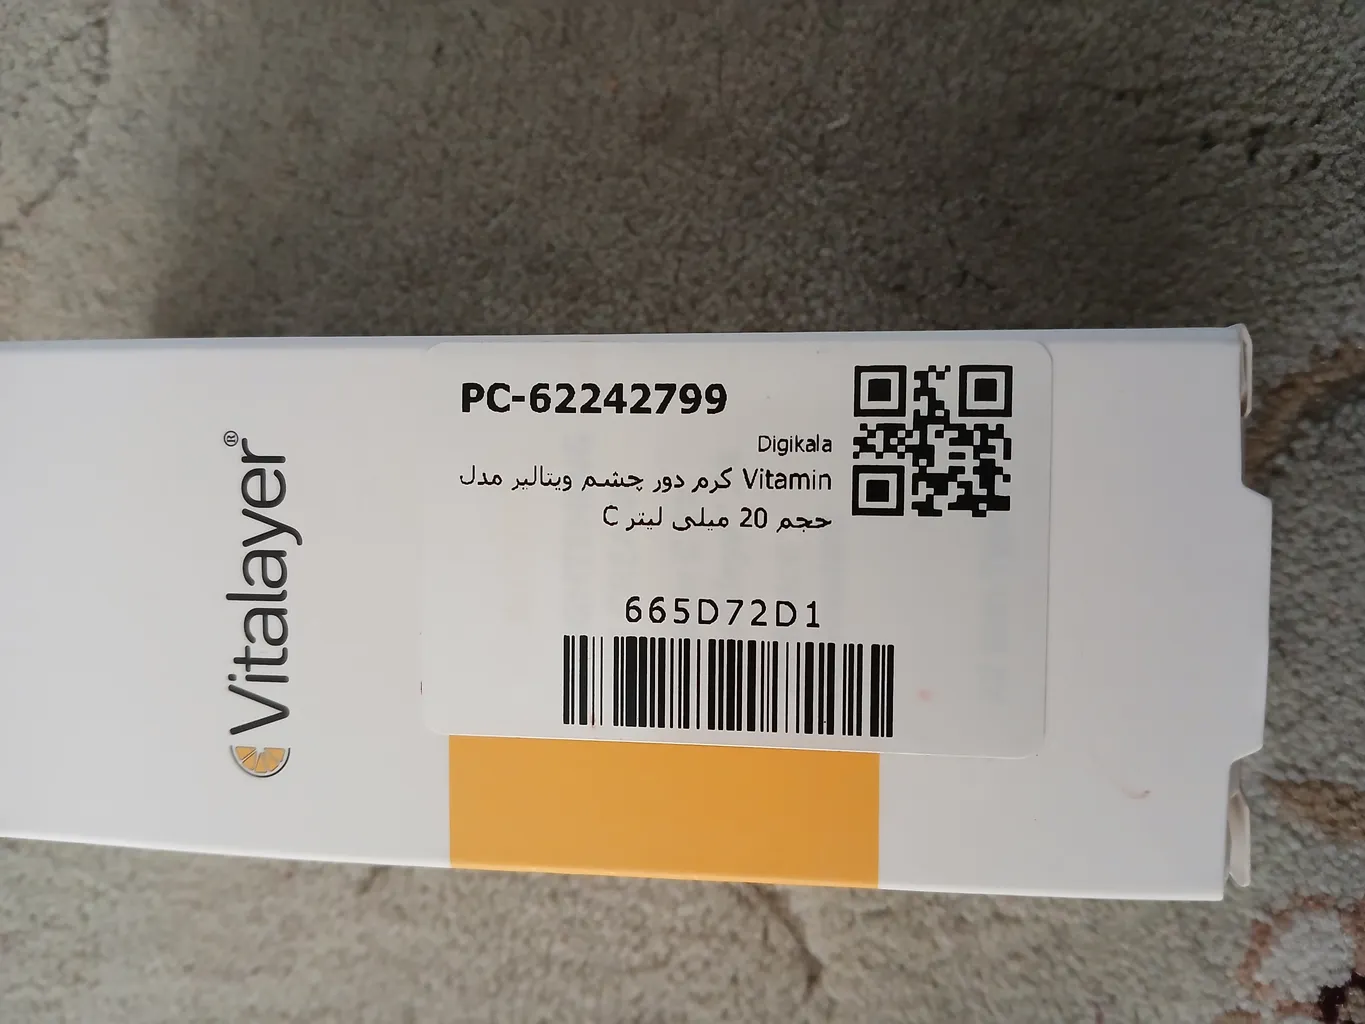 Vitalayer®
PC-62242799
Digikala
کرم دور چشم ویتالیر مدل Vitamin
حجم 20 میلی لیتر C
665D72D1